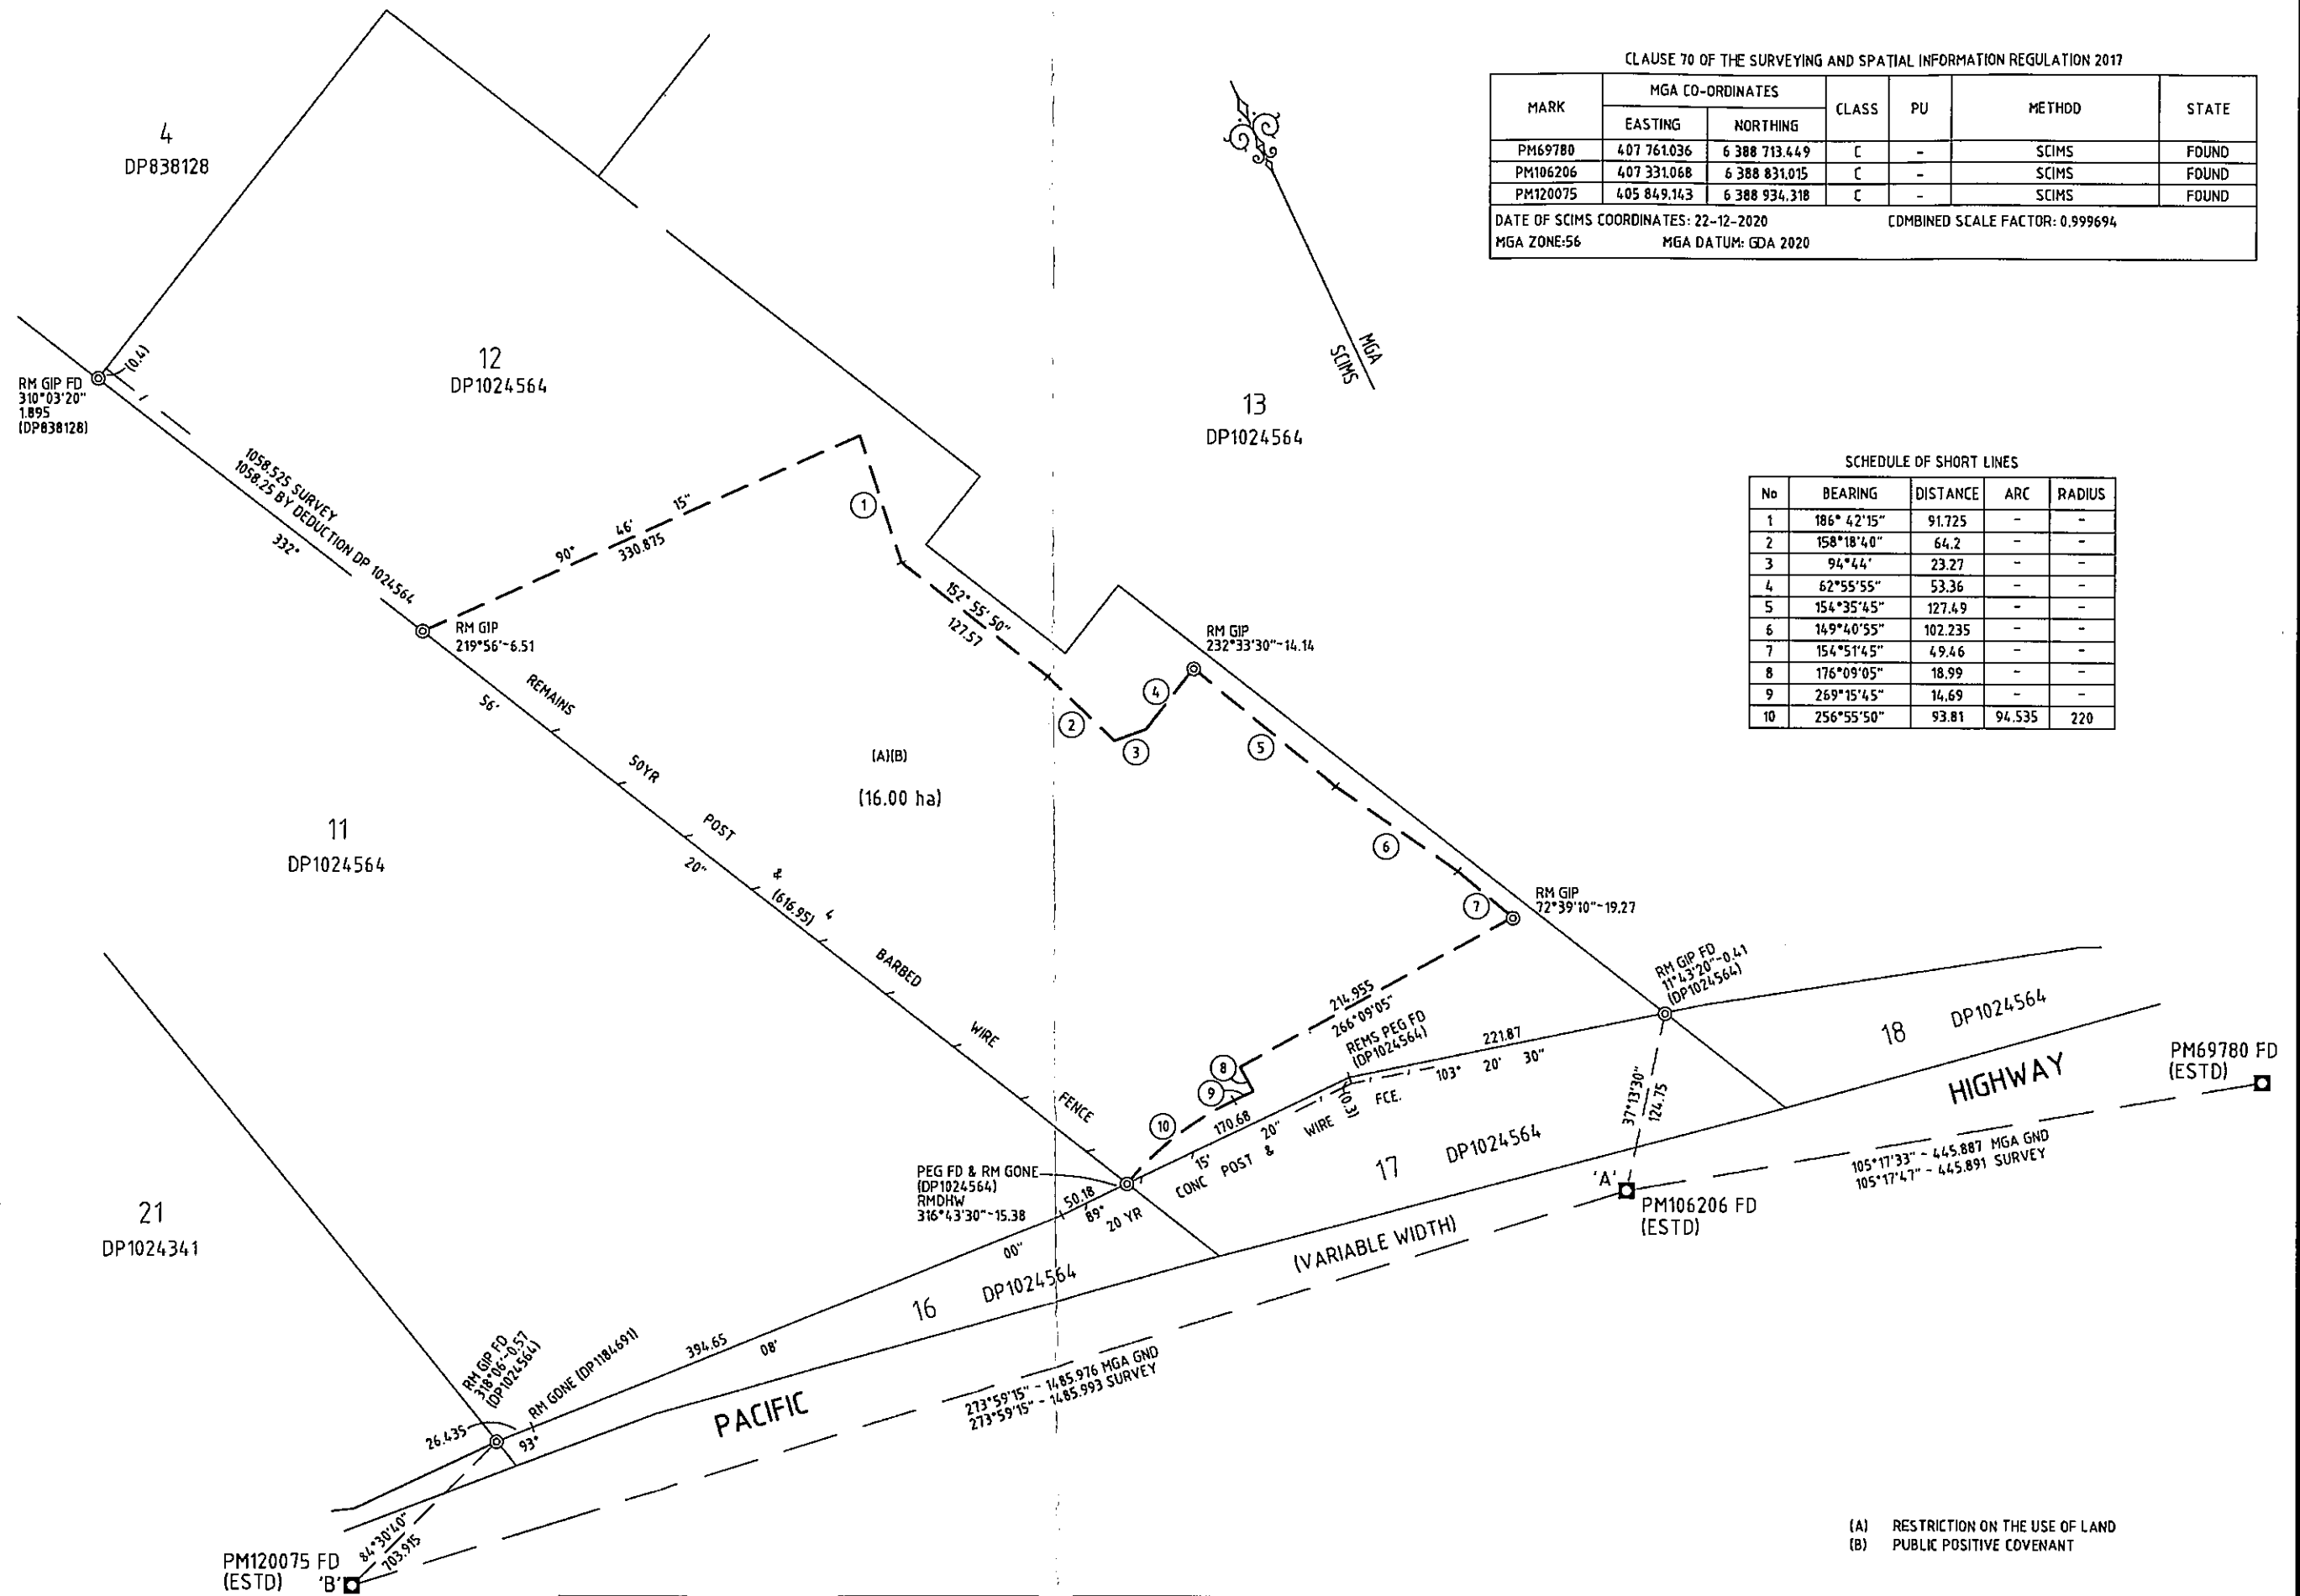 CLAUSE 70 OF THE SURVEYING AND SPATIAL INFORMATION REGULATION 2017
MARK MGA CO-ORDINATES CLASS PU METHOD STATE
EASTING NORTHING
PM69780 407 761.036 6 388 713.449 C - SCIMS FOUND
PM106206 407 331.068 6 388 831.015 C - SCIMS FOUND
PM120075 405 849.143 6 388 934.318 C - SCIMS FOUND
DATE OF SCIMS COORDINATES: 22-12-2020 COMBINED SCALE FACTOR: 0.999694
MGA ZONE:56 MGA DATUM: GDA 2020
4
DP838128
MGA
SCIMS
(0.4)
RM GIP FD
310°03'20"
1.895
(DP838128)
12
DP1024564
13
DP1024564
SCHEDULE OF SHORT LINES
No BEARING DISTANCE ARC RADIUS
1 186° 42'15" 91.725 - -
2 158°18'40" 64.2 - -
3 94°44' 23.27 - -
4 62°55'55" 53.36 - -
5 154°35'45" 127.49 - -
6 149°40'55" 102.235 - -
7 154°51'45" 49.46 - -
8 176°09'05" 18.99 - -
9 269°15'45" 14.69 - -
10 256°55'50" 93.81 94.535 220
1058.525 SURVEY
1058.25 BY DEDUCTION DP 1024564
332° 56' 20"
90° 46' 15"
330.875
1
152° 55' 50"
127.57
RM GIP
219°56'-6.51
RM GIP
232°33'30"-14.14
2
3
4
5
6
7
REMAINS 50YR POST & 4 BARBED WIRE FENCE
(616.95)
(A)(B)
(16.00 ha)
11
DP1024564
RM GIP
72°39'10"-19.27
RM GIP FD
11°43'20"-0.41
(DP1024564)
214.955
266°09'05"
REMS PEG FD
(DP1024564)
221.87
103° 20' 30"
8
9
10
170.68
89° 15' 20"
(0.3)
20 YR CONC POST & WIRE FCE.
37°13'30"
124.75
18 DP1024564
HIGHWAY
PM69780 FD
(ESTD)
105°17'33" - 445.887 MGA GND
105°17'47" - 445.891 SURVEY
17 DP1024564
'A'
PM106206 FD
(ESTD)
PEG FD & RM GONE
(DP1024564)
RMDHW
316°43'30"-15.38
50.18
(VARIABLE WIDTH)
21
DP1024341
16 DP1024564
394.65
93° 08' 00"
RM GIP FD
318°06'-0.57
(DP1024564)
RM GONE (DP1184691)
26.435
PACIFIC
273°59'15" - 1485.976 MGA GND
273°59'15" - 1485.993 SURVEY
84°30'40"
703.915
PM120075 FD
(ESTD) 'B'
(A) RESTRICTION ON THE USE OF LAND
(B) PUBLIC POSITIVE COVENANT